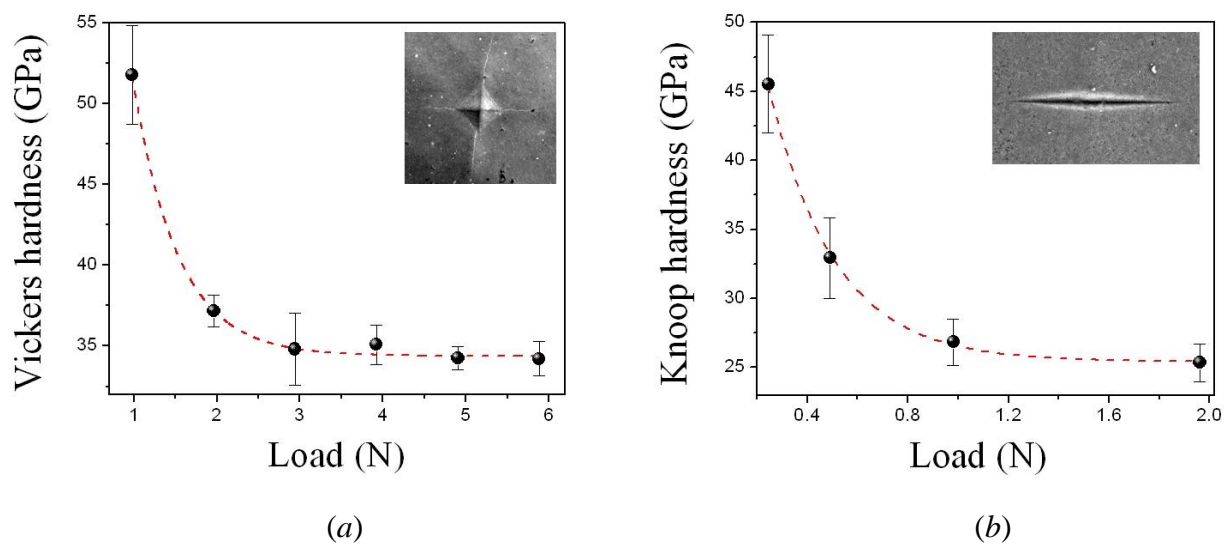 Vickers hardness (GPa)
55
50
45
40
35
1 2 3 4 5 6
Load (N)
(a)
Knoop hardness (GPa)
50
45
40
35
30
25
0.4 0.8 1.2 1.6 2.0
Load (N)
(b)